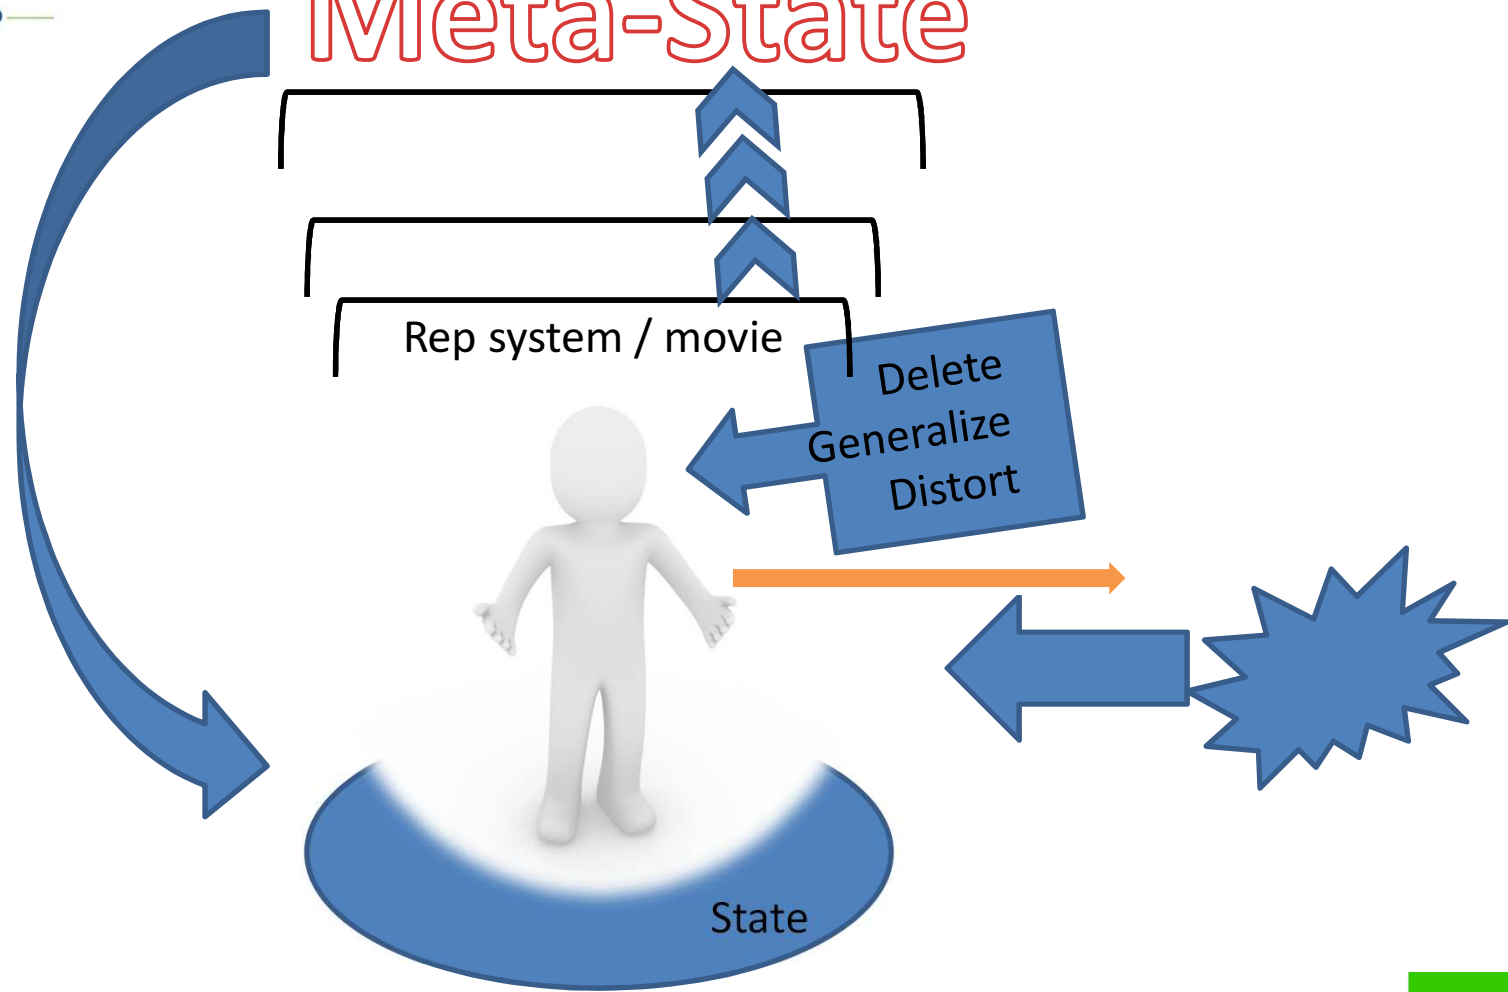 Meta-State
Rep system / movie
Delete
Generalize
Distort
State